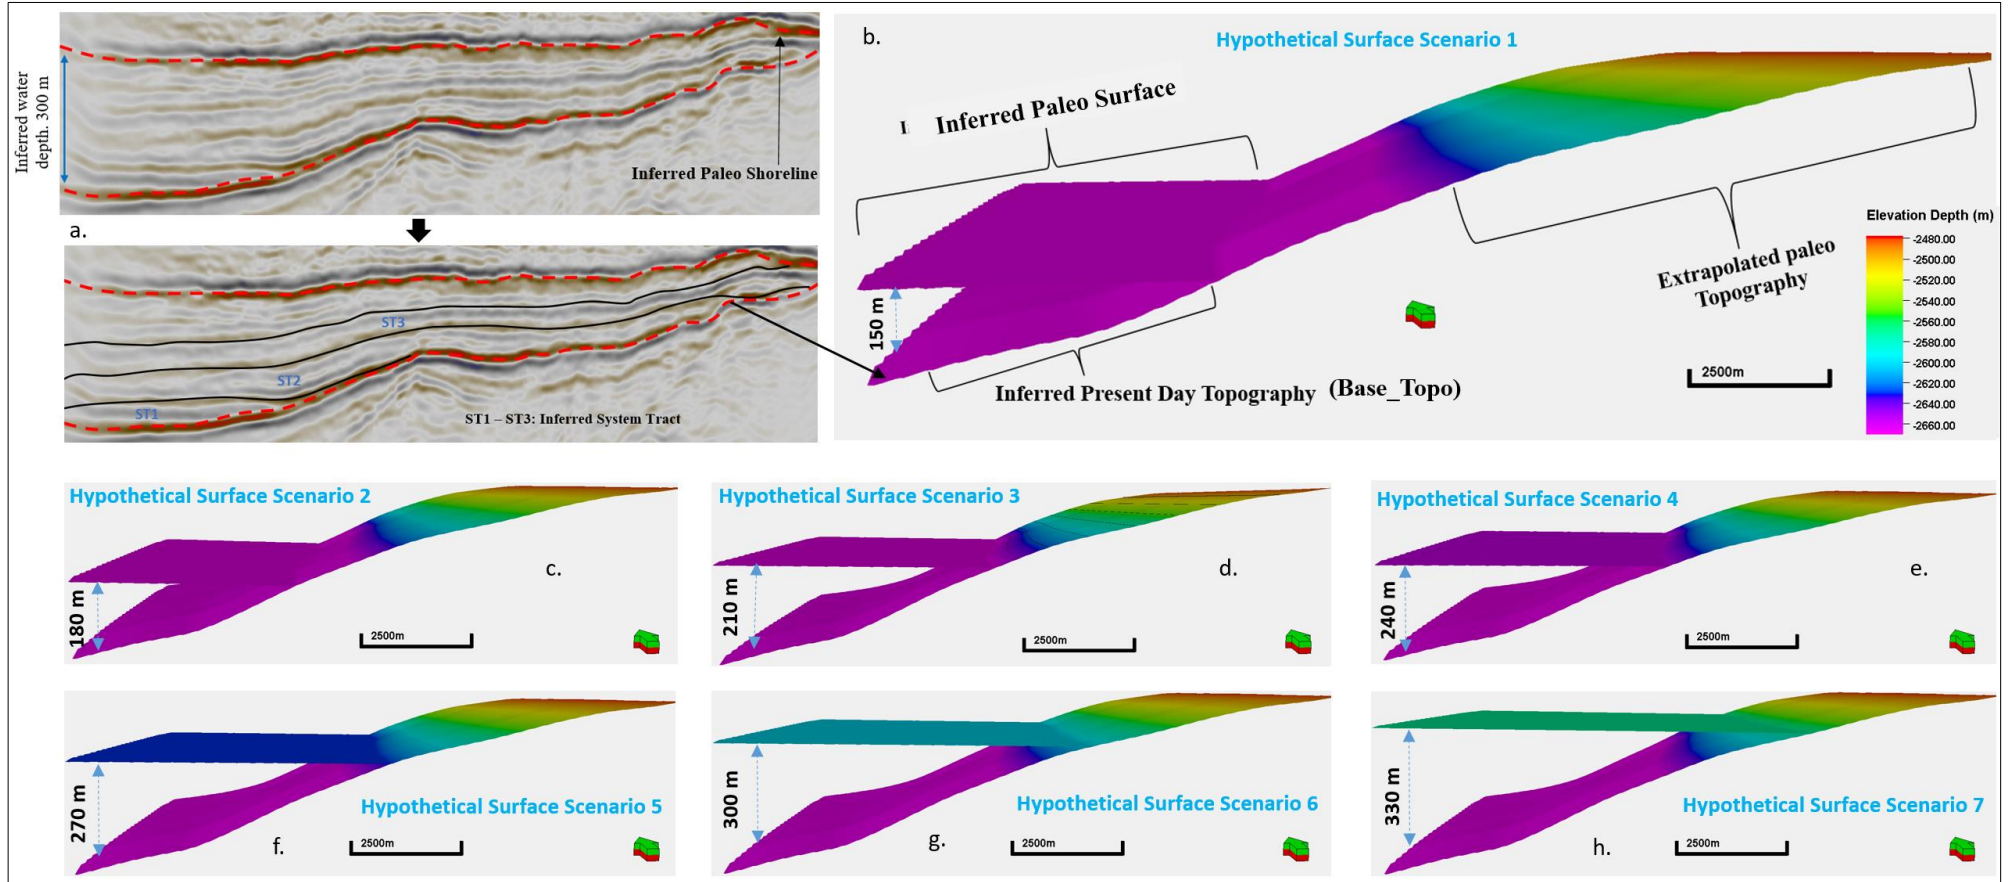 Inferred water
depth. 300 m
Inferred Paleo Shoreline
a.
ST3
ST2
ST1
ST1 – ST3: Inferred System Tract
b.
Hypothetical Surface Scenario 1
Inferred Paleo Surface
150 m
Extrapolated paleo
Topography
Inferred Present Day Topography (Base_Topo)
2500m
Elevation Depth (m)
-2480.00
-2500.00
-2520.00
-2540.00
-2560.00
-2580.00
-2600.00
-2620.00
-2640.00
-2660.00
Hypothetical Surface Scenario 2
c.
180 m
2500m
Hypothetical Surface Scenario 3
d.
210 m
2500m
Hypothetical Surface Scenario 4
e.
240 m
2500m
270 m
Hypothetical Surface Scenario 5
f.
2500m
300 m
Hypothetical Surface Scenario 6
g.
2500m
330 m
Hypothetical Surface Scenario 7
h.
2500m